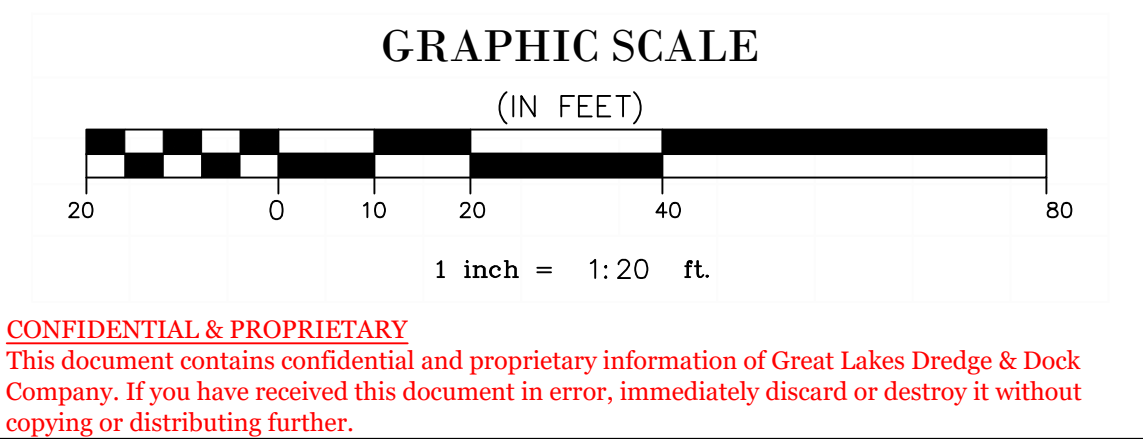 GRAPHIC SCALE
(IN FEET)
20 0 10 20 40 80
1 inch = 1:20 ft.
CONFIDENTIAL & PROPRIETARY
This document contains confidential and proprietary information of Great Lakes Dredge & Dock
Company. If you have received this document in error, immediately discard or destroy it without
copying or distributing further.